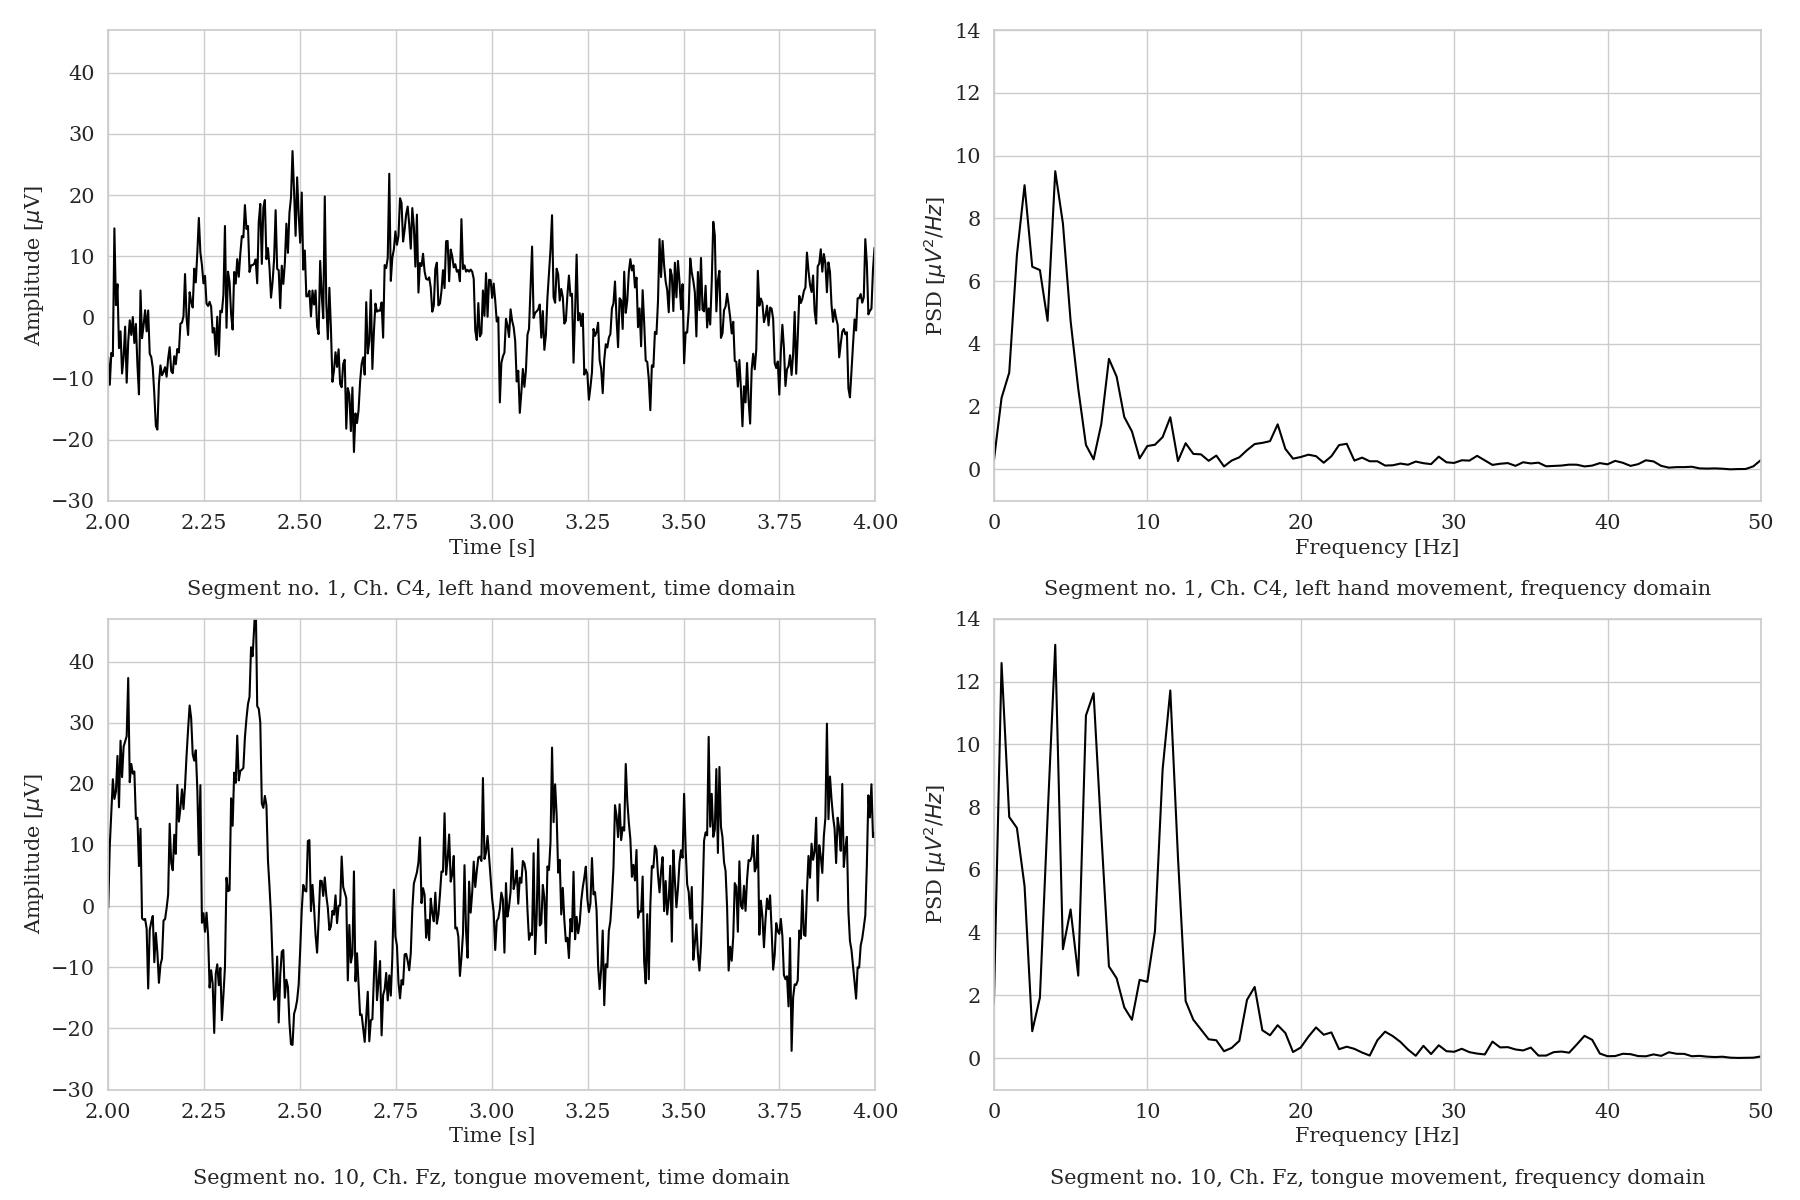 40
30
20
10
0
−10
−20
−30
Amplitude [μV]
2.00 2.25 2.50 2.75 3.00 3.25 3.50 3.75 4.00
Time [s]
Segment no. 1, Ch. C4, left hand movement, time domain
14
12
10
8
6
4
2
0
PSD [μV²/Hz]
0 10 20 30 40 50
Frequency [Hz]
Segment no. 1, Ch. C4, left hand movement, frequency domain
40
30
20
10
0
−10
−20
−30
Amplitude [μV]
2.00 2.25 2.50 2.75 3.00 3.25 3.50 3.75 4.00
Time [s]
Segment no. 10, Ch. Fz, tongue movement, time domain
14
12
10
8
6
4
2
0
PSD [μV²/Hz]
0 10 20 30 40 50
Frequency [Hz]
Segment no. 10, Ch. Fz, tongue movement, frequency domain